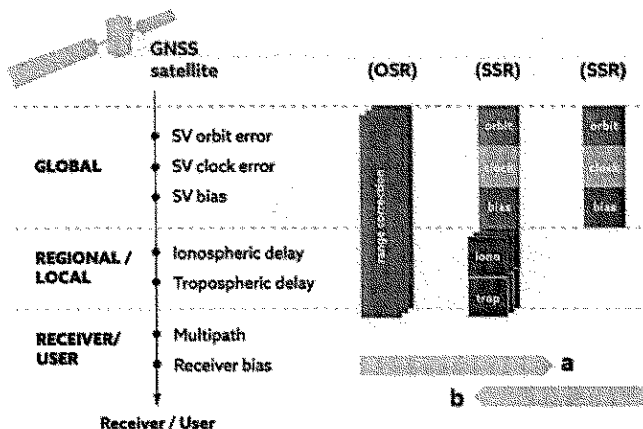 GNSS
satellite
(OSR)
(SSR)
(SSR)
GLOBAL
SV orbit error
SV clock error
SV bias
range correction
orbit
clock
bias
orbit
clock
bias
REGIONAL /
LOCAL
Ionospheric delay
Tropospheric delay
Iono
trop
RECEIVER/
USER
Multipath
Receiver bias
a
b
Receiver / User